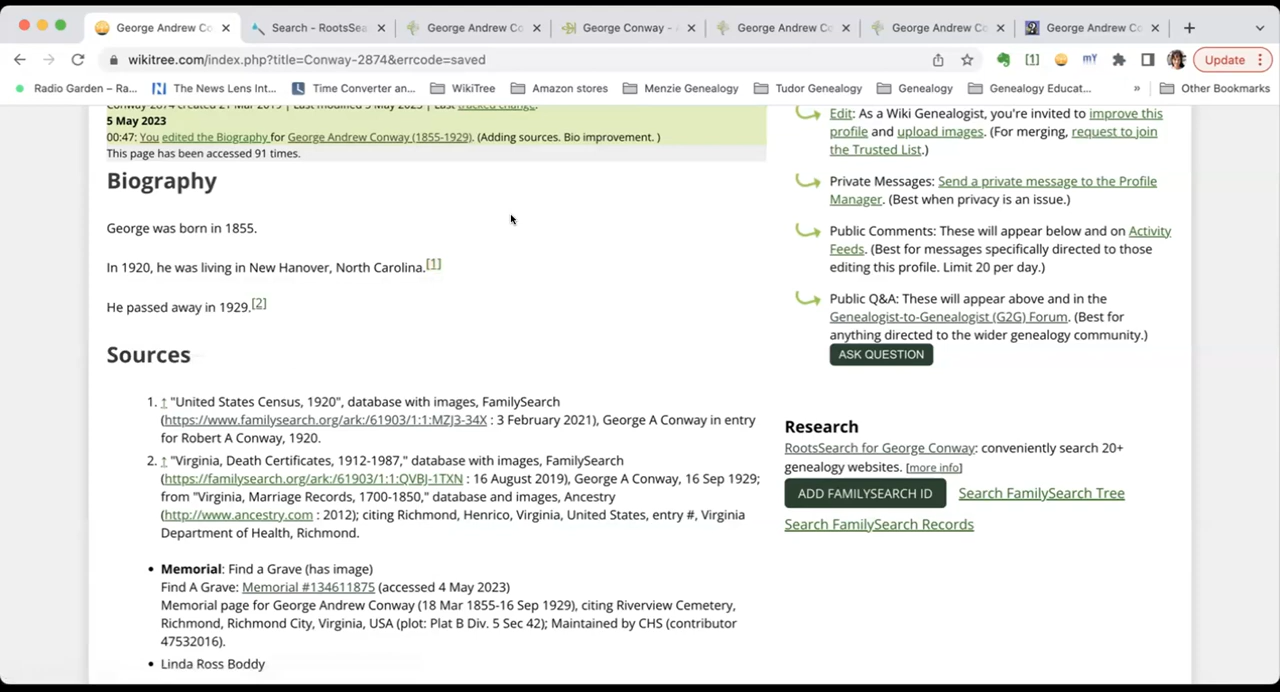 George Andrew Co
Search - RootsSea
George Andrew Co
George Conway - A
George Andrew Co
George Andrew Co
George Andrew Co
wikitree.com/index.php?title=Conway-2874&errcode=saved
Update
Radio Garden – Ra...
The News Lens Int...
Time Converter an...
WikiTree
Amazon stores
Menzie Genealogy
Tudor Genealogy
Genealogy
Genealogy Educat...
»
Other Bookmarks
5 May 2023
00:47: You edited the Biography for George Andrew Conway (1855-1929). (Adding sources. Bio improvement. )
This page has been accessed 91 times.
Biography
George was born in 1855.
In 1920, he was living in New Hanover, North Carolina.[1]
He passed away in 1929.[2]
Sources
1. ↑ "United States Census, 1920", database with images, FamilySearch
(https://www.familysearch.org/ark:/61903/1:1:MZJ3-34X : 3 February 2021), George A Conway in entry
for Robert A Conway, 1920.
2. ↑ "Virginia, Death Certificates, 1912-1987," database with images, FamilySearch
(https://familysearch.org/ark:/61903/1:1:QVBJ-1TXN : 16 August 2019), George A Conway, 16 Sep 1929;
from "Virginia, Marriage Records, 1700-1850," database and images, Ancestry
(http://www.ancestry.com : 2012); citing Richmond, Henrico, Virginia, United States, entry #, Virginia
Department of Health, Richmond.
• Memorial: Find a Grave (has image)
Find A Grave: Memorial #134611875 (accessed 4 May 2023)
Memorial page for George Andrew Conway (18 Mar 1855-16 Sep 1929), citing Riverview Cemetery,
Richmond, Richmond City, Virginia, USA (plot: Plat B Div. 5 Sec 42); Maintained by CHS (contributor
47532016).
• Linda Ross Boddy
Edit: As a Wiki Genealogist, you're invited to improve this
profile and upload images. (For merging, request to join
the Trusted List.)
Private Messages: Send a private message to the Profile
Manager. (Best when privacy is an issue.)
Public Comments: These will appear below and on Activity
Feeds. (Best for messages specifically directed to those
editing this profile. Limit 20 per day.)
Public Q&A: These will appear above and in the
Genealogist-to-Genealogist (G2G) Forum. (Best for
anything directed to the wider genealogy community.)
ASK QUESTION
Research
RootsSearch for George Conway: conveniently search 20+
genealogy websites. [more info]
ADD FAMILYSEARCH ID
Search FamilySearch Tree
Search FamilySearch Records